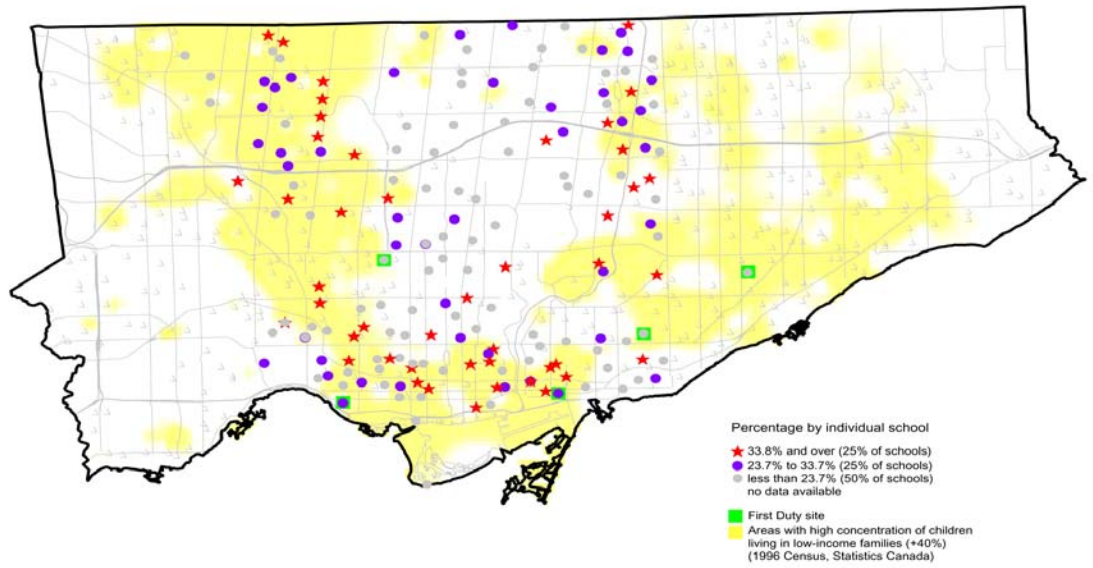 Percentage by individual school
33.8% and over (25% of schools)
23.7% to 33.7% (25% of schools)
less than 23.7% (50% of schools)
no data available
First Duty site
Areas with high concentration of children
living in low-income families (+40%)
(1996 Census, Statistics Canada)